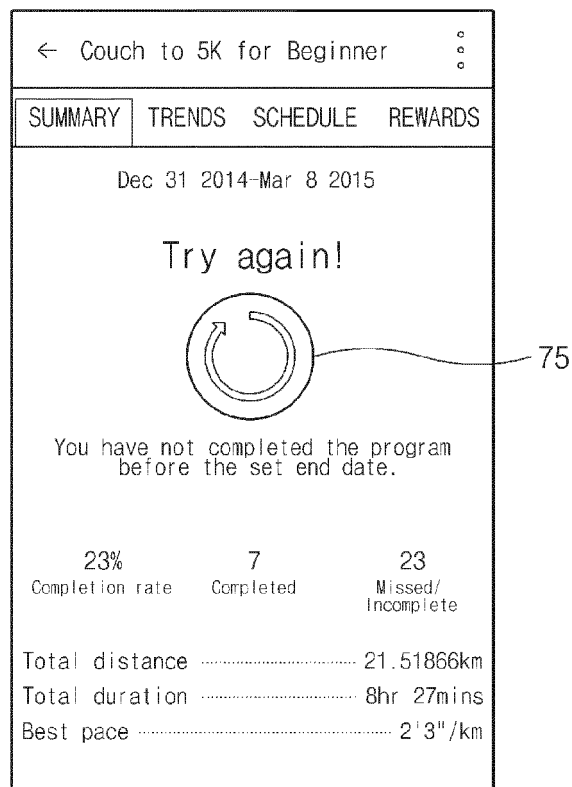 ← Couch to 5K for Beginner
SUMMARY TRENDS SCHEDULE REWARDS
Dec 31 2014-Mar 8 2015
Try again!
75
You have not completed the program
before the set end date.
23% 7 23
Completion rate Completed Missed/
Incomplete
Total distance 21.51866km
Total duration 8hr 27mins
Best pace 2'3"/km